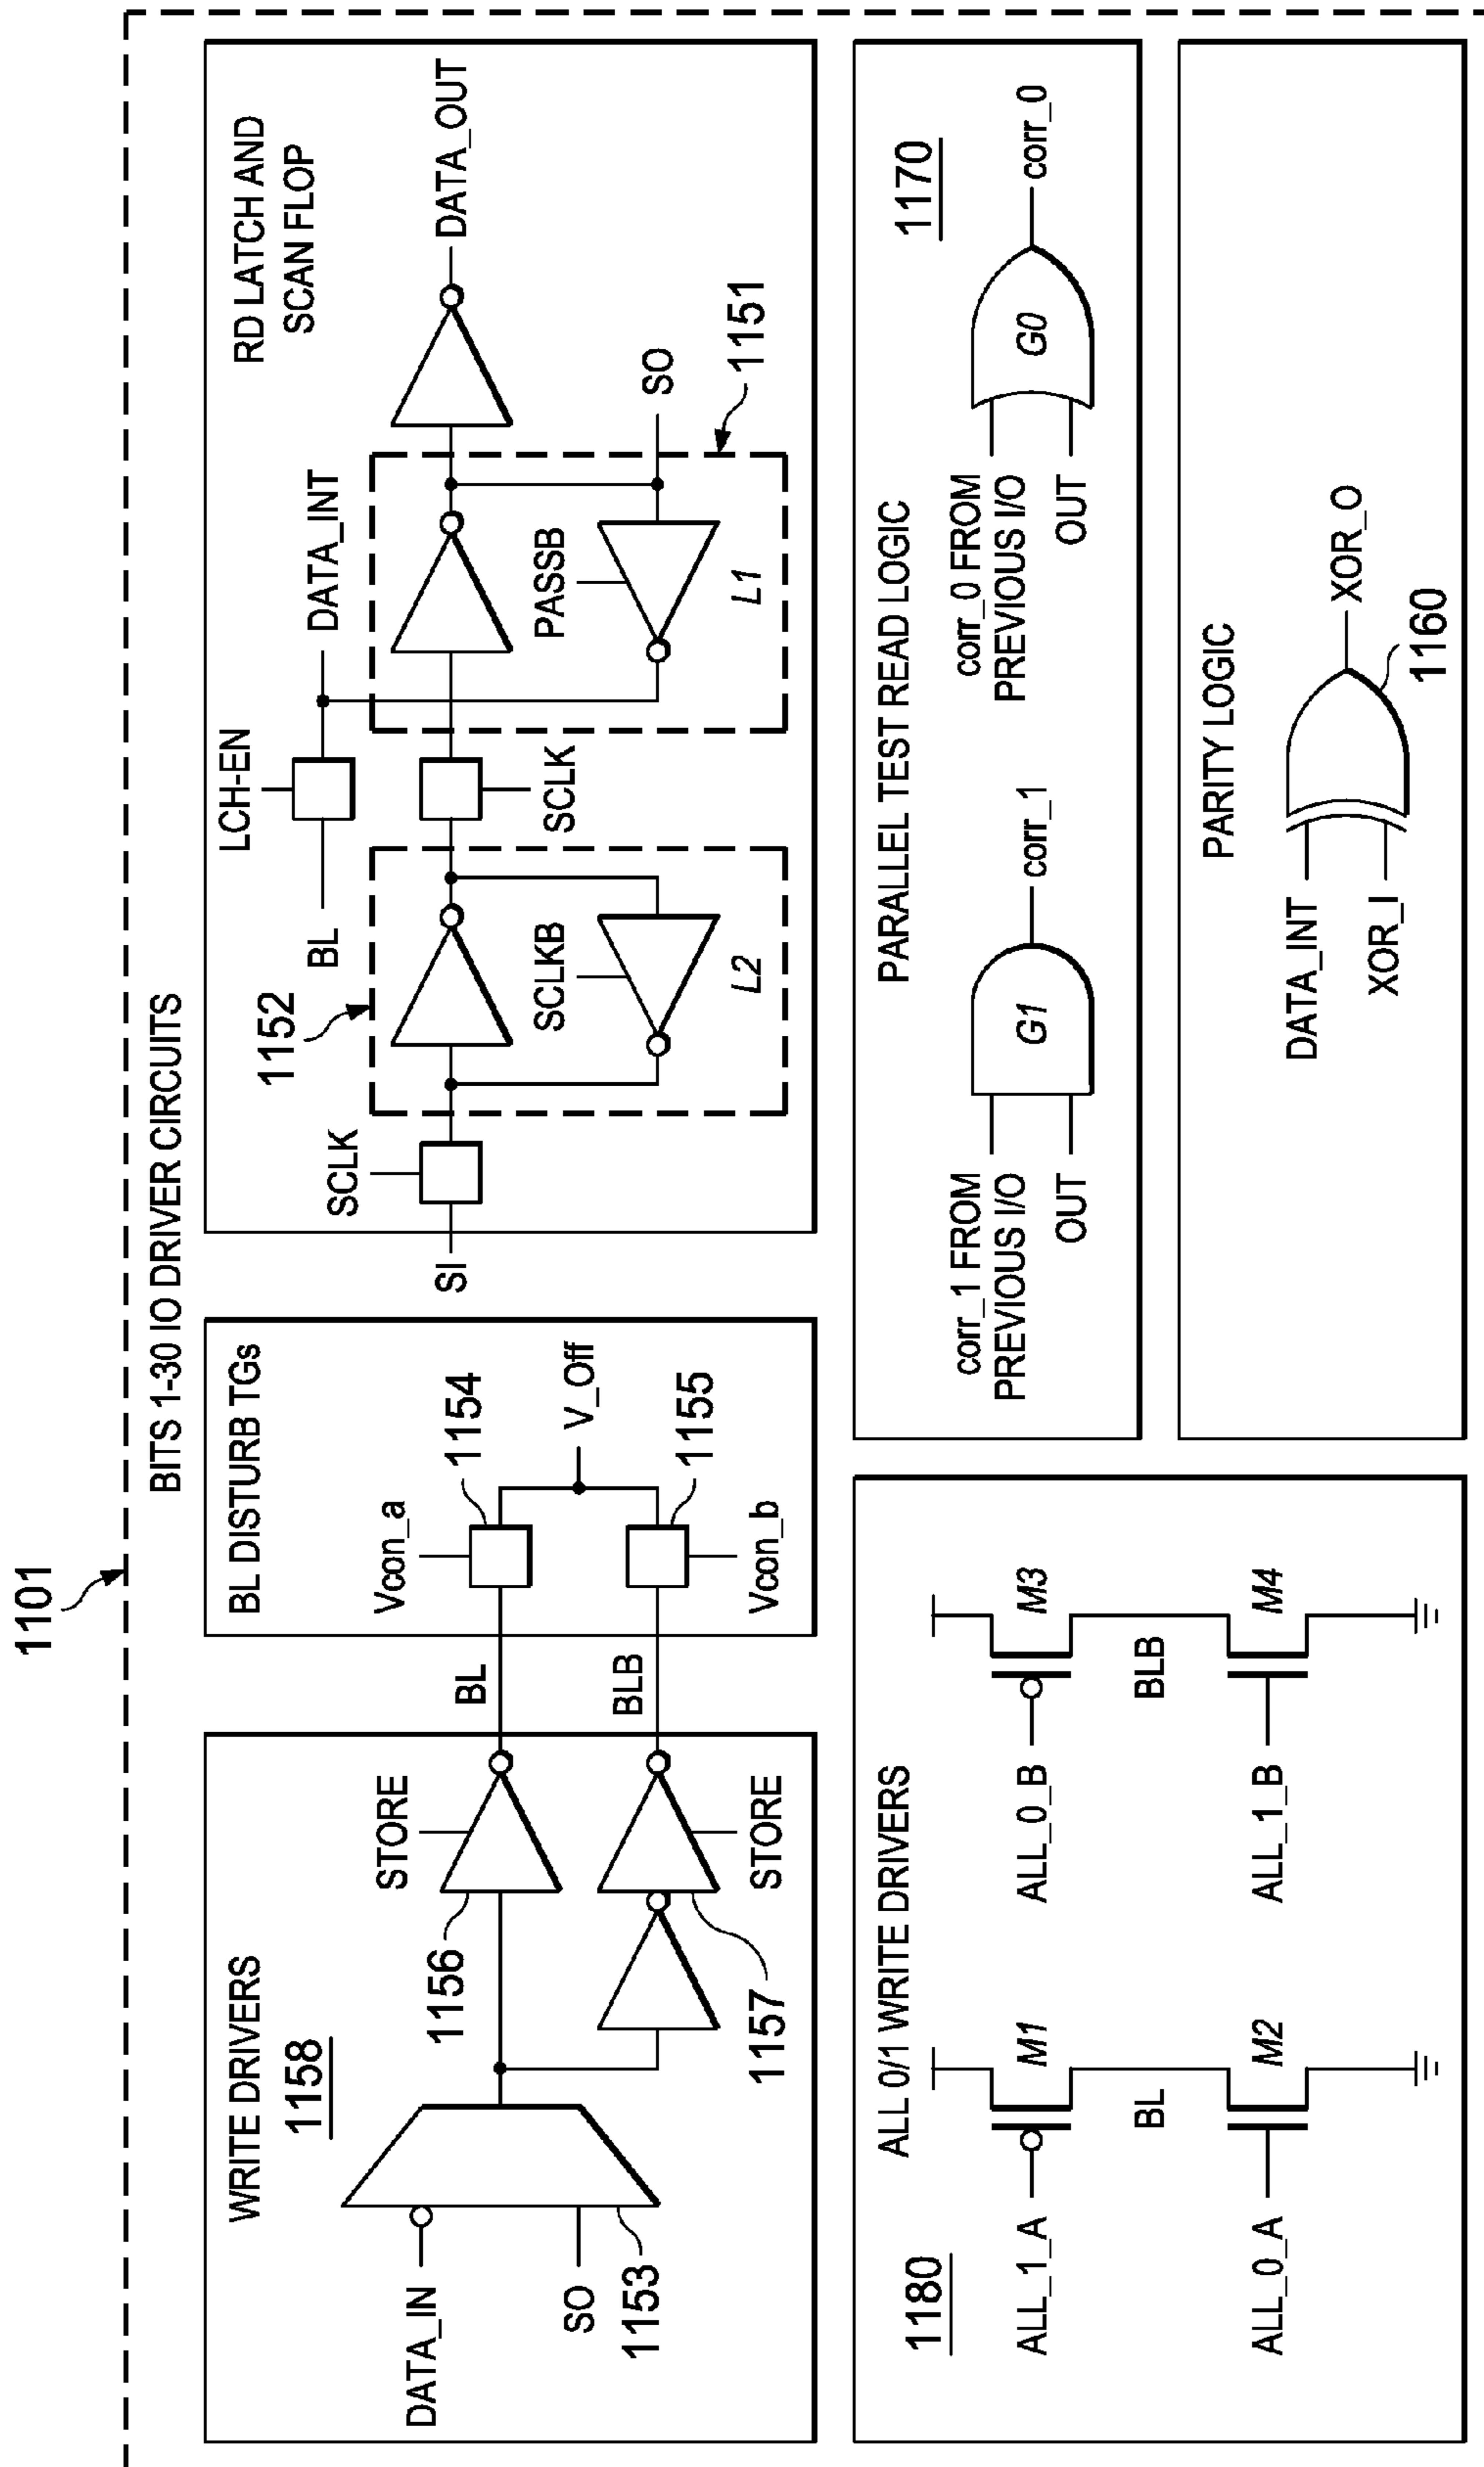 1101
BITS 1-30 IO DRIVER CIRCUITS
WRITE DRIVERS
1158
DATA_IN
SO
1153
1156
STORE
1157
STORE
BL
BLB
BL DISTURB TGs
Vcon_a
1154
V_Off
1155
Vcon_b
RD LATCH AND
SCAN FLOP
SI
SCLK
1152
SCLKB
L2
BL
LCH-EN
DATA_INT
SCLK
PASSB
L1
SO
1151
DATA_OUT
ALL 0/1 WRITE DRIVERS
1180
ALL_1_A
M1
BL
ALL_0_A
M2
ALL_0_B
M3
BLB
ALL_1_B
M4
PARALLEL TEST READ LOGIC
1170
corr_1 FROM
PREVIOUS I/O
OUT
G1
corr_1
corr_0 FROM
PREVIOUS I/O
OUT
G0
corr_0
PARITY LOGIC
DATA_INT
XOR_I
XOR_O
1160